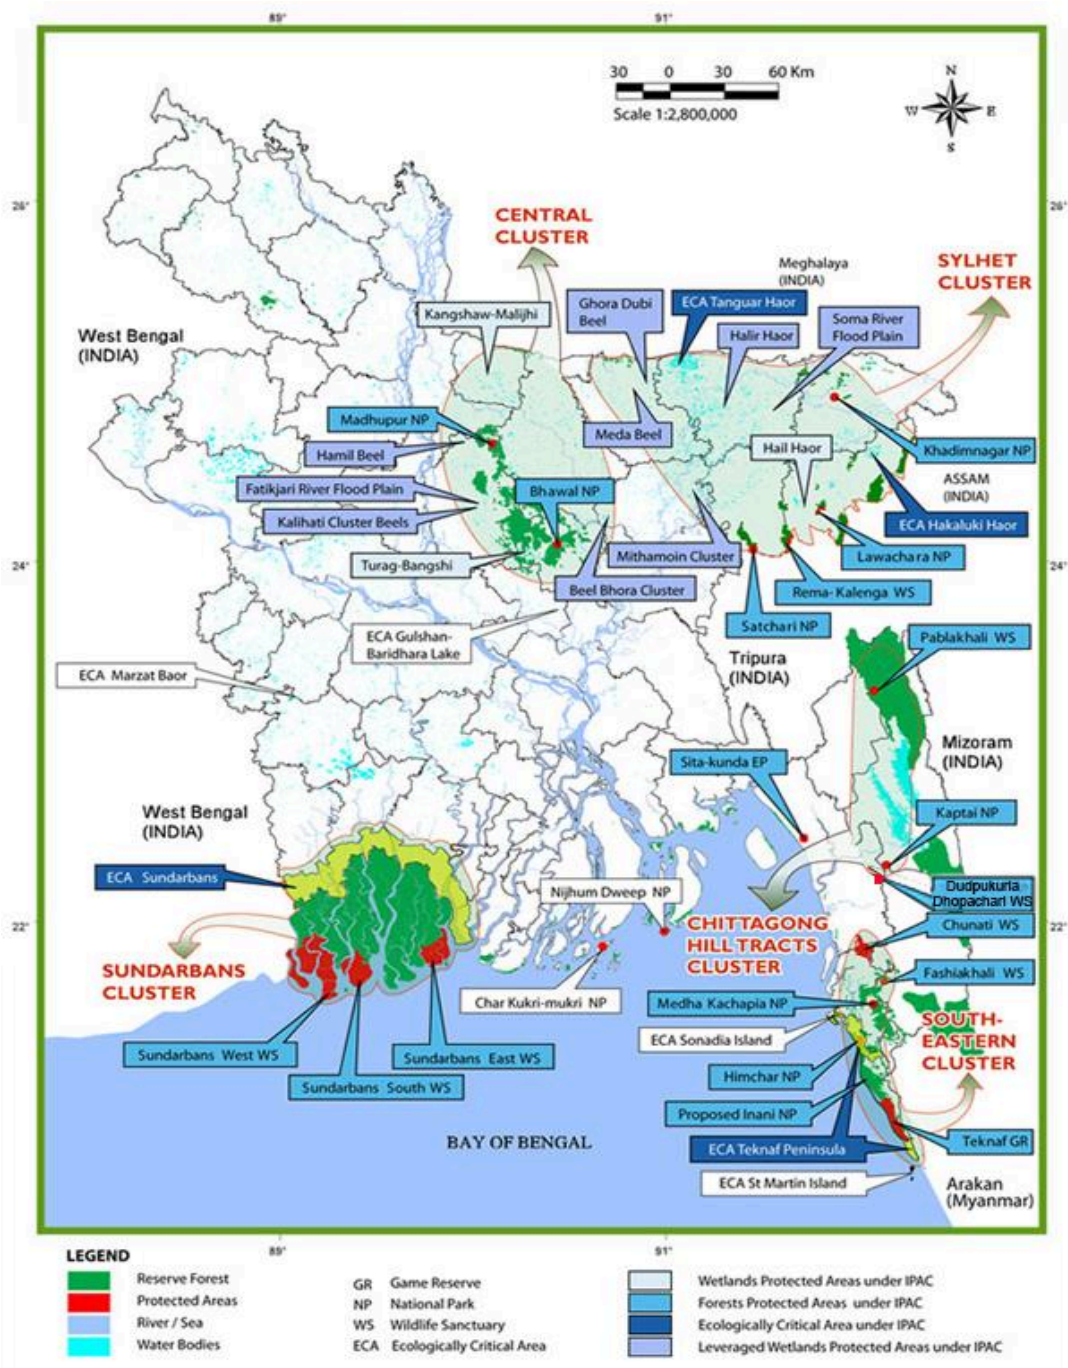 89°
91°
30 0 30 60 Km
Scale 1:2,800,000
N
W E
S
26°
26°
CENTRAL
CLUSTER
Meghalaya
(INDIA)
SYLHET
CLUSTER
Kangshaw-Malijhi
Ghora Dubi
Beel
ECA Tanguar Haor
Halir Haor
Soma River
Flood Plain
West Bengal
(INDIA)
Madhupur NP
Hamil Beel
Meda Beel
Hail Haor
Khadimnagar NP
Fatikjari River Flood Plain
Bhawal NP
ASSAM
(INDIA)
Kalihati Cluster Beels
ECA Hakaluki Haor
Turag-Bangshi
Mithamoin Cluster
Lawachara NP
24°
24°
Beel Bhora Cluster
Rema-Kalenga WS
ECA Gulshan-
Baridhara Lake
Satchari NP
Pablakhali WS
ECA Marzat Baor
Tripura
(INDIA)
Mizoram
(INDIA)
Sita-kunda EP
West Bengal
(INDIA)
Kaptai NP
ECA Sundarbans
Nijhum Dweep NP
Dudpukuria
Dhopachari WS
22°
22°
CHITTAGONG
HILL TRACTS
CLUSTER
Chunati WS
SUNDARBANS
CLUSTER
Fashiakhali WS
Char Kukri-mukri NP
Medha Kachapia NP
SOUTH-
EASTERN
CLUSTER
ECA Sonadia Island
Sundarbans West WS
Sundarbans East WS
Sundarbans South WS
Himchar NP
Proposed Inani NP
BAY OF BENGAL
ECA Teknaf Peninsula
Teknaf GR
ECA St Martin Island
Arakan
(Myanmar)
89°
91°
LEGEND
Reserve Forest
Protected Areas
River / Sea
Water Bodies
GR Game Reserve
NP National Park
WS Wildlife Sanctuary
ECA Ecologically Critical Area
Wetlands Protected Areas under IPAC
Forests Protected Areas under IPAC
Ecologically Critical Area under IPAC
Leveraged Wetlands Protected Areas under IPAC